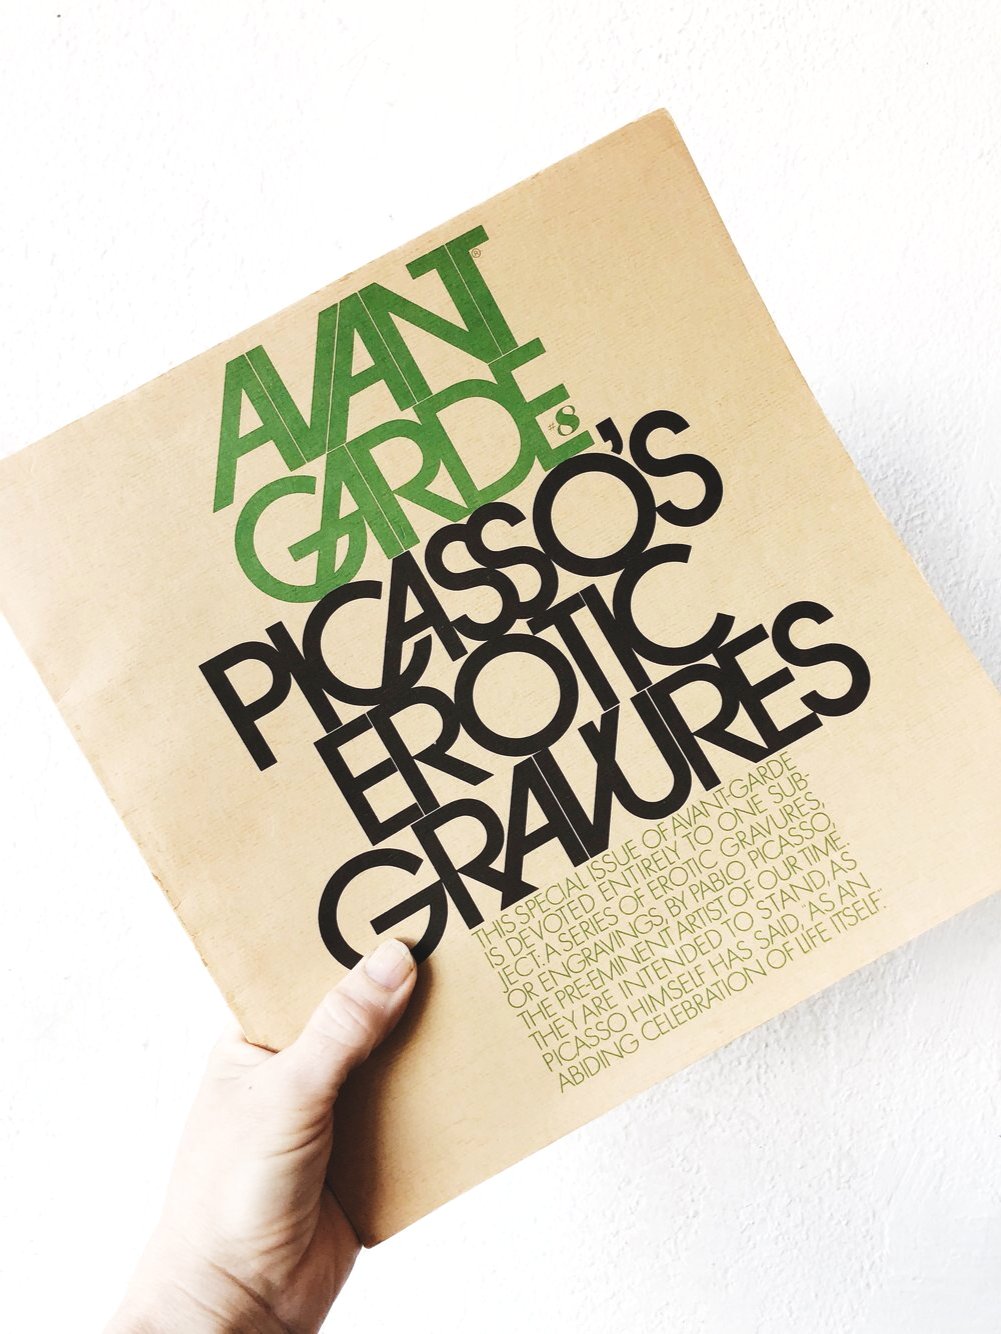 AVANT®
GARDE #8
PICASSO'S
EROTIC
GRAVURES
THIS SPECIAL ISSUE OF AVANT-GARDE
IS DEVOTED ENTIRELY TO ONE SUB-
JECT: A SERIES OF EROTIC GRAVURES,
OR ENGRAVINGS, BY PABLO PICASSO,
THE PRE-EMINENT ARTIST OF OUR TIME.
THEY ARE INTENDED TO STAND, AS
PICASSO HIMSELF HAS SAID, "AS AN
ABIDING CELEBRATION OF LIFE ITSELF."